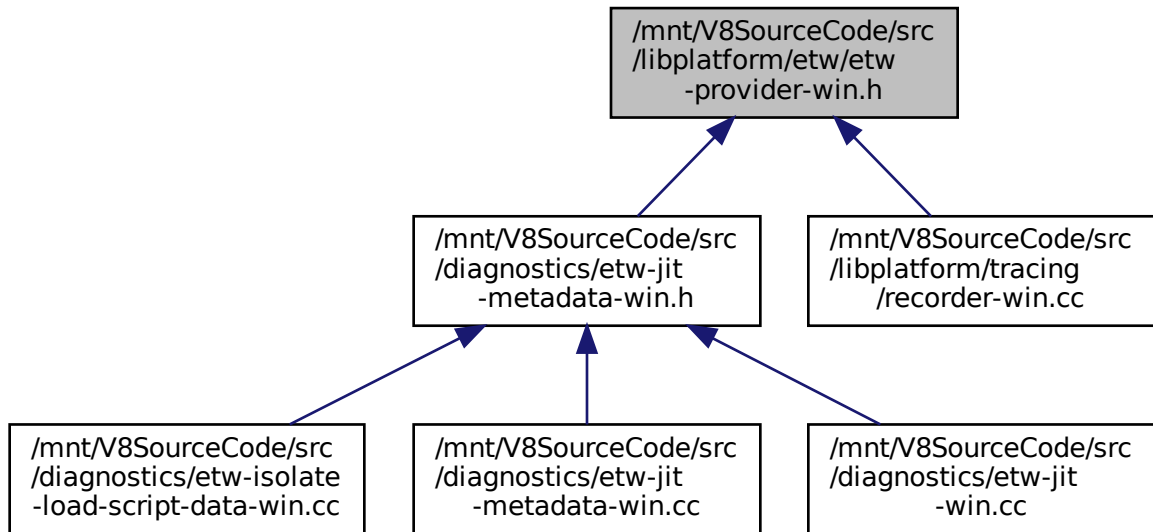 /mnt/V8SourceCode/src
/libplatform/etw/etw
-provider-win.h
/mnt/V8SourceCode/src
/diagnostics/etw-jit
-metadata-win.h
/mnt/V8SourceCode/src
/libplatform/tracing
/recorder-win.cc
/mnt/V8SourceCode/src
/diagnostics/etw-isolate
-load-script-data-win.cc
/mnt/V8SourceCode/src
/diagnostics/etw-jit
-metadata-win.cc
/mnt/V8SourceCode/src
/diagnostics/etw-jit
-win.cc